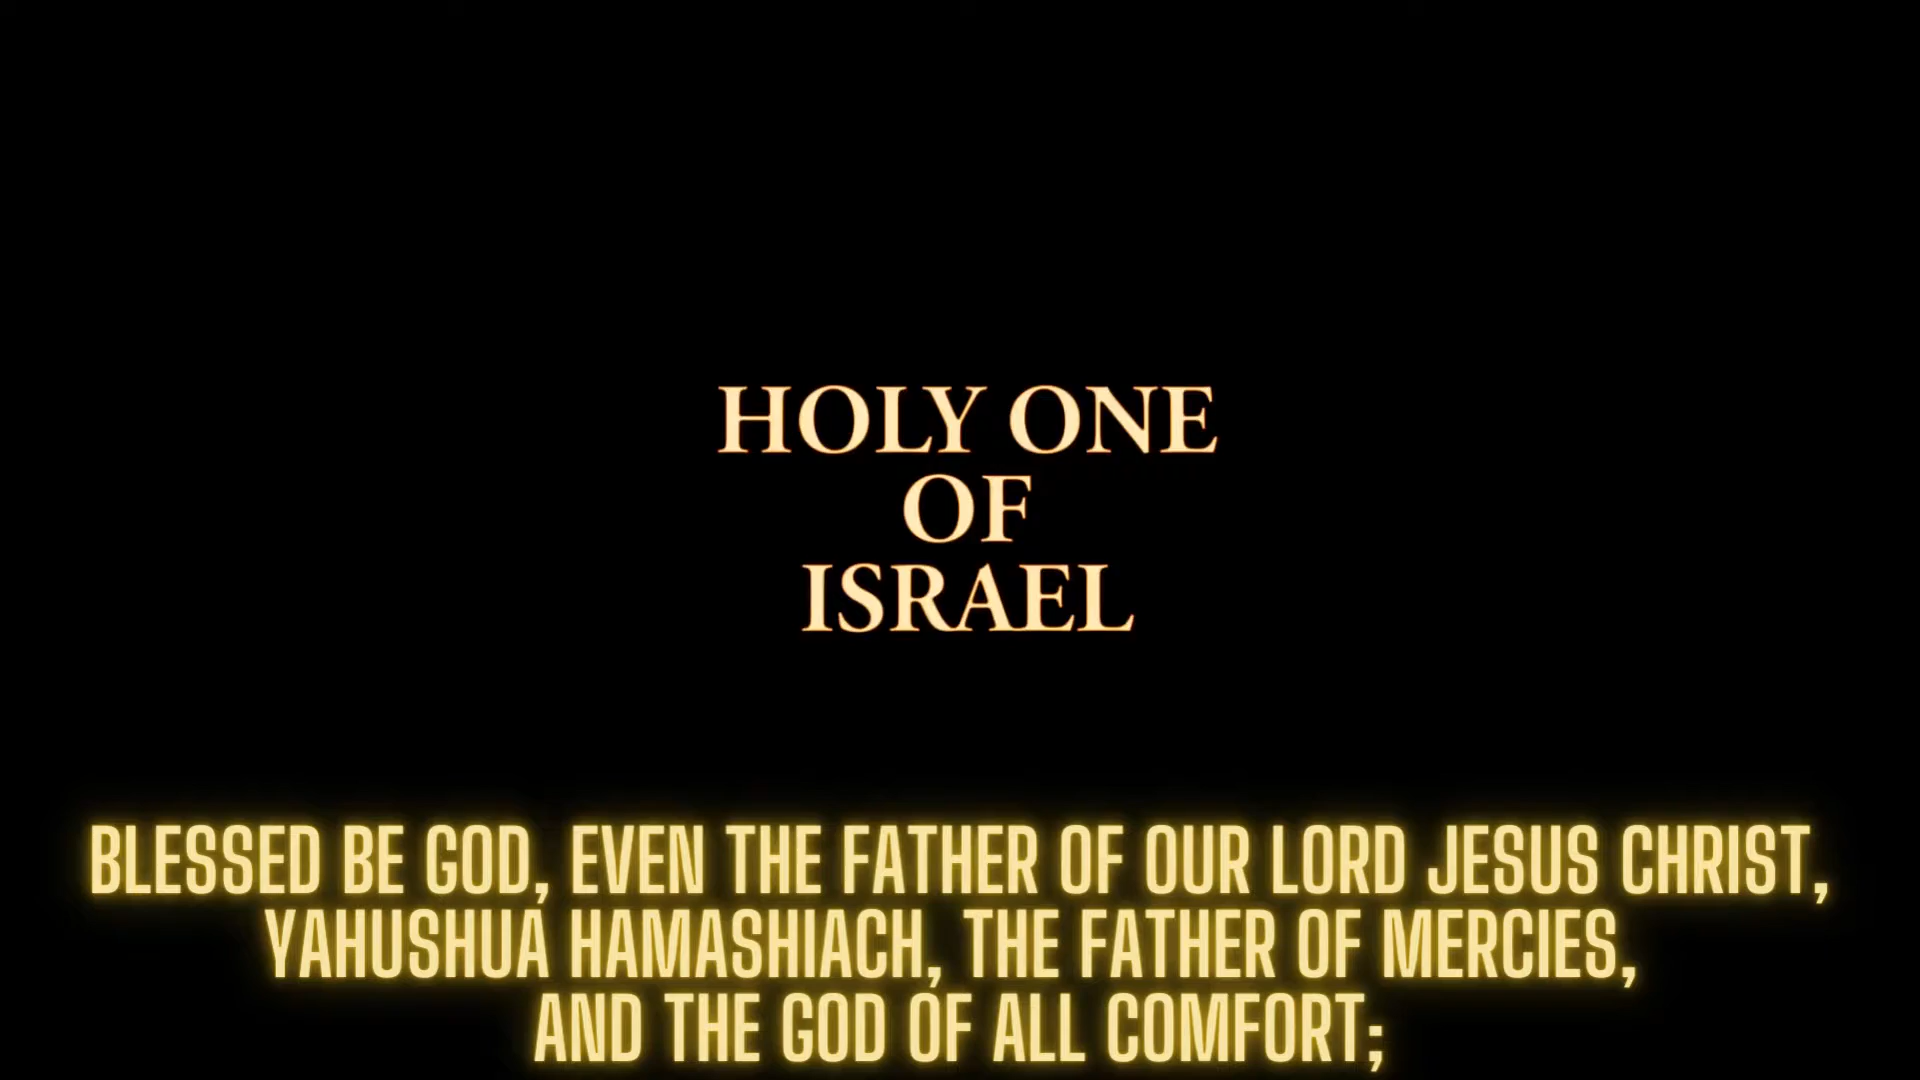 HOLY ONE
OF
ISRAEL
BLESSED BE GOD, EVEN THE FATHER OF OUR LORD JESUS CHRIST,
YAHUSHUA HAMASHIACH, THE FATHER OF MERCIES,
AND THE GOD OF ALL COMFORT;